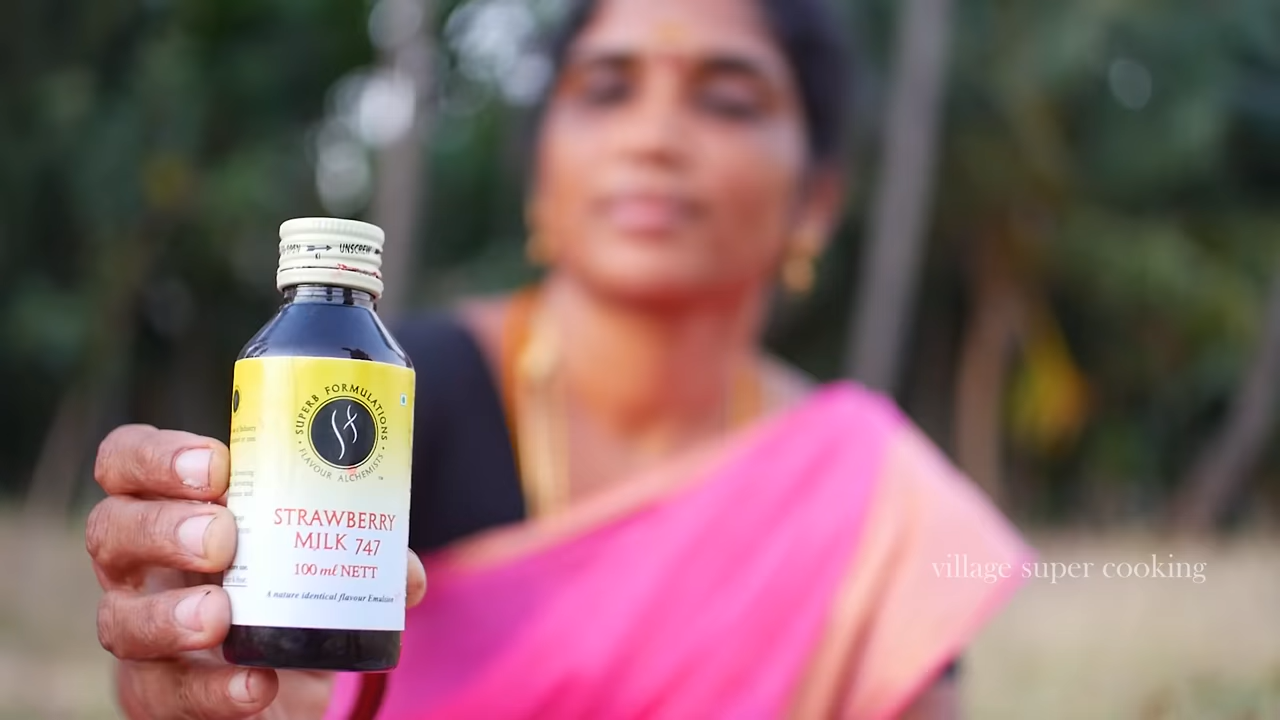 OPEN UNSCREW
SUPERB FORMULATIONS
FLAVOUR ALCHEMISTS
STRAWBERRY
MILK 747
100 ml NETT
A nature identical flavour Emulsion
village super cooking